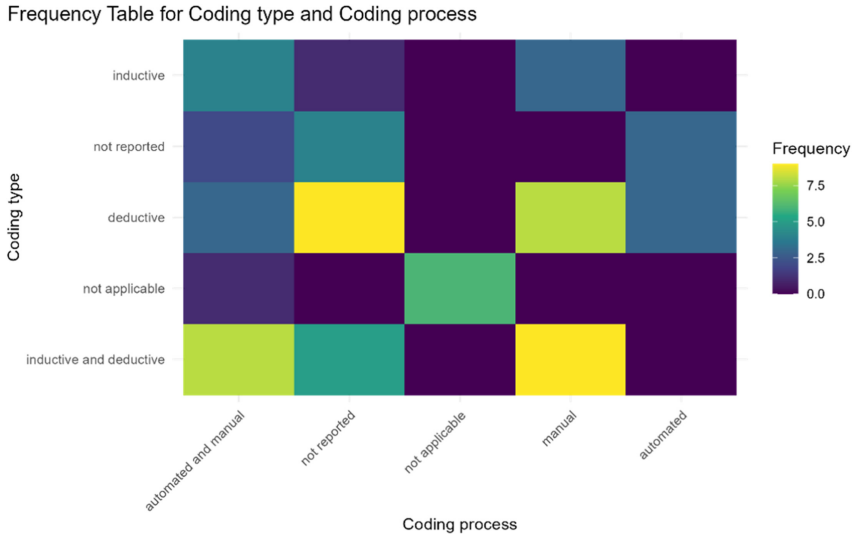 Frequency Table for Coding type and Coding process
inductive
not reported
deductive
not applicable
inductive and deductive
Coding type
automated and manual
not reported
not applicable
manual
automated
Coding process
Frequency
7.5
5.0
2.5
0.0